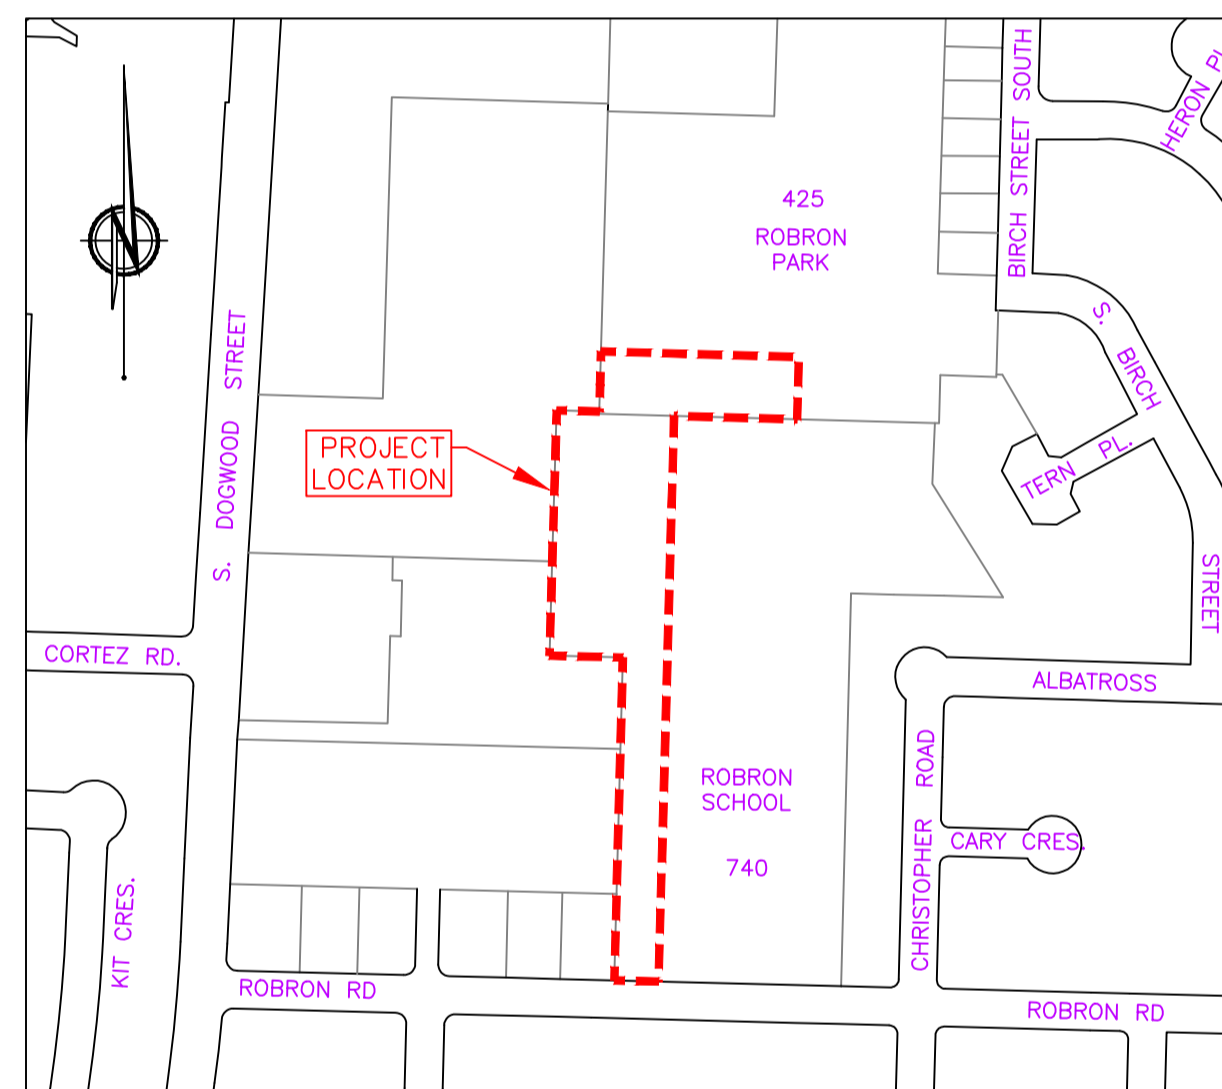 BIRCH STREET SOUTH
HERON
425
ROBRON
PARK
S. DOGWOOD STREET
S. BIRCH
STREET
PROJECT
LOCATION
TERN PL.
CORTEZ RD.
ALBATROSS
CHRISTOPHER ROAD
ROBRON
SCHOOL
740
CARY CRES.
KIT CRES.
ROBRON RD
ROBRON RD